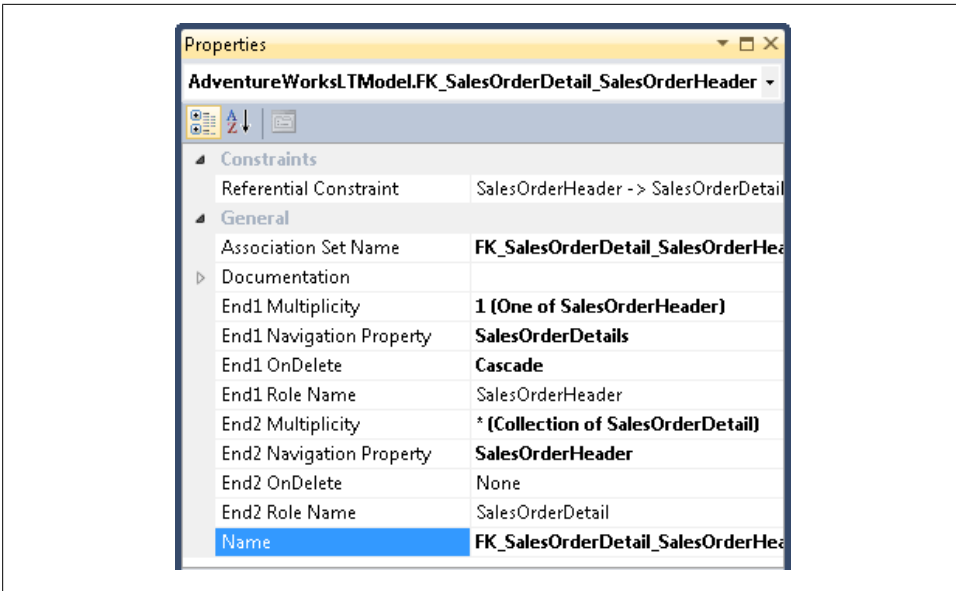 Properties
AdventureWorksLTModel.FK_SalesOrderDetail_SalesOrderHeader
Constraints
Referential Constraint SalesOrderHeader -> SalesOrderDetail
General
Association Set Name FK_SalesOrderDetail_SalesOrderHea
Documentation
End1 Multiplicity 1 (One of SalesOrderHeader)
End1 Navigation Property SalesOrderDetails
End1 OnDelete Cascade
End1 Role Name SalesOrderHeader
End2 Multiplicity * (Collection of SalesOrderDetail)
End2 Navigation Property SalesOrderHeader
End2 OnDelete None
End2 Role Name SalesOrderDetail
Name FK_SalesOrderDetail_SalesOrderHea